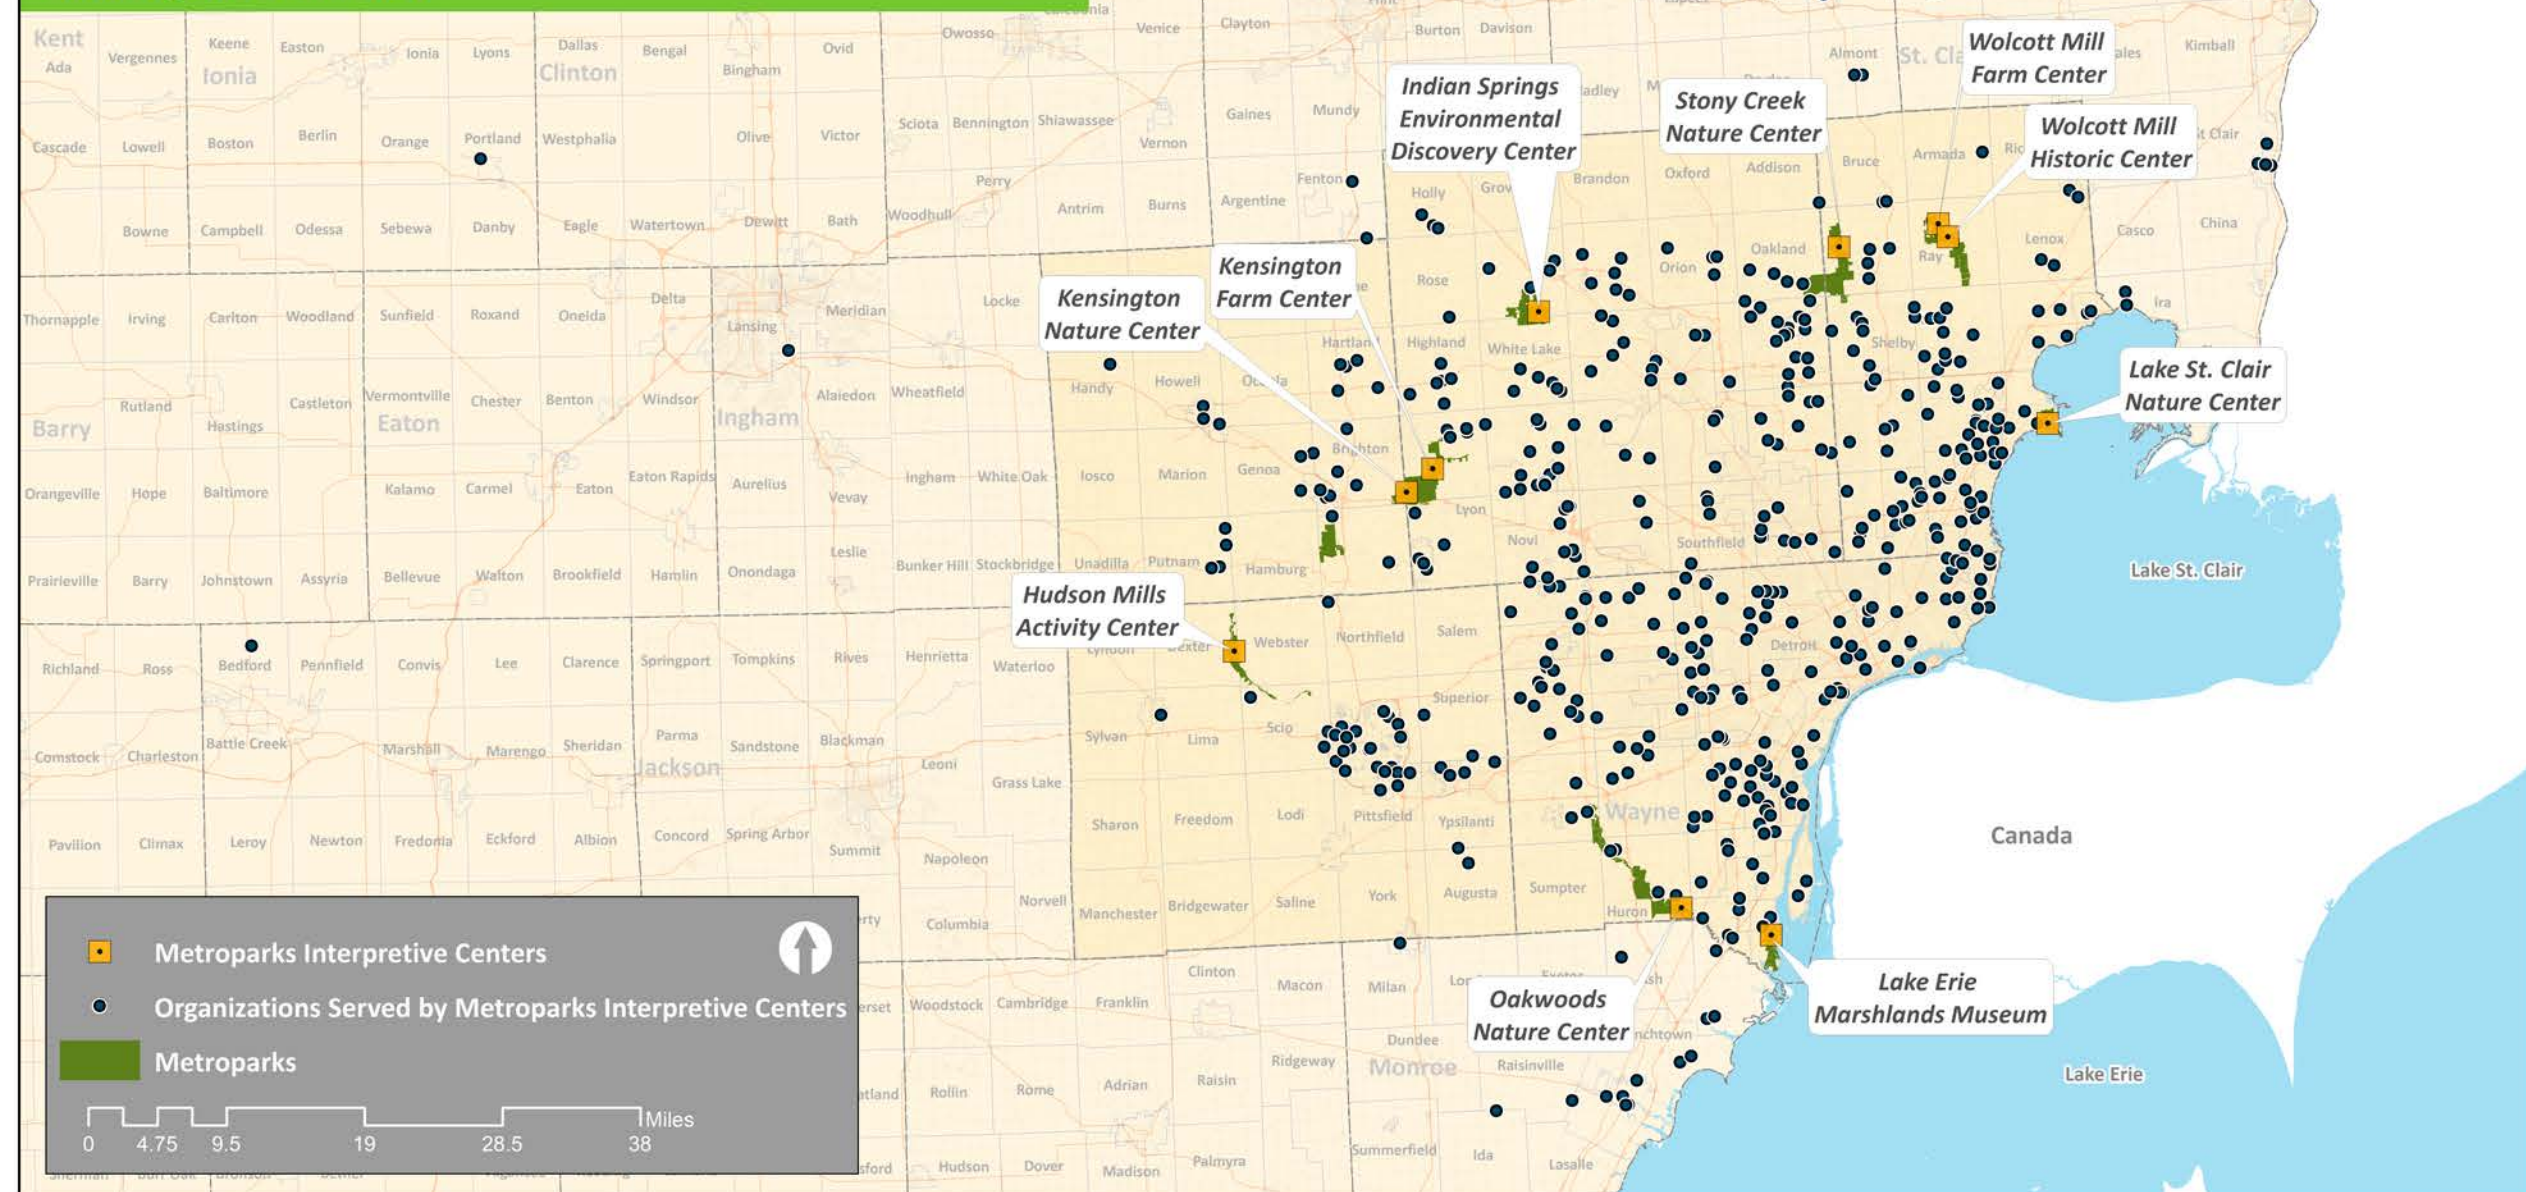 Kent
Ada
Vergennes
Keene
Ionia
Easton
Ionia
Lyons
Dallas
Clinton
Bengal
Bingham
Ovid
Owosso
Venice
Clayton
Burton
Davison
Almont
Kimball
Wolcott Mill
Farm Center
Indian Springs
Environmental
Discovery Center
Stony Creek
Nature Center
Wolcott Mill
Historic Center
Cascade
Lowell
Boston
Berlin
Orange
Portland
Westphalia
Olive
Victor
Sciota
Bennington
Shiawassee
Vernon
Gaines
Mundy
Perry
Fenton
Holly
Brandon
Oxford
Addison
Bruce
Armada
Bowne
Campbell
Odessa
Sebewa
Danby
Eagle
Watertown
Dewitt
Bath
Woodhull
Antrim
Burns
Argentine
Oakland
Ray
Lenox
Casco
China
Kensington
Farm Center
Kensington
Nature Center
Rose
Orion
Thornapple
Irving
Carlton
Woodland
Sunfield
Roxand
Oneida
Delta
Lansing
Meridian
Locke
Hartland
Highland
White Lake
Shelby
Ira
Lake St. Clair
Nature Center
Barry
Rutland
Hastings
Castleton
Vermontville
Eaton
Chester
Benton
Windsor
Ingham
Alaiedon
Wheatfield
Handy
Howell
Brighton
Orangeville
Hope
Baltimore
Kalamo
Carmel
Eaton
Eaton Rapids
Aurelius
Vevay
Ingham
White Oak
Iosco
Marion
Genoa
Lyon
Novi
Southfield
Prairieville
Barry
Johnstown
Assyria
Bellevue
Walton
Brookfield
Hamlin
Onondaga
Leslie
Bunker Hill
Stockbridge
Unadilla
Putnam
Hamburg
Lake St. Clair
Hudson Mills
Activity Center
Richland
Ross
Bedford
Pennfield
Convis
Lee
Clarence
Springport
Tompkins
Rives
Henrietta
Waterloo
Webster
Northfield
Salem
Detroit
Superior
Comstock
Charleston
Battle Creek
Marshall
Marengo
Sheridan
Parma
Jackson
Sandstone
Blackman
Leoni
Grass Lake
Sylvan
Lima
Scio
Pavilion
Climax
Leroy
Newton
Fredonia
Eckford
Albion
Concord
Spring Arbor
Summit
Napoleon
Norvell
Sharon
Freedom
Lodi
Pittsfield
Ypsilanti
Wayne
Canada
Columbia
Manchester
Bridgewater
Saline
York
Augusta
Sumpter
Huron
Metroparks Interpretive Centers
Organizations Served by Metroparks Interpretive Centers
Metroparks
Miles
0 4.75 9.5 19 28.5 38
Woodstock
Cambridge
Franklin
Clinton
Macon
Milan
Oakwoods
Nature Center
Lake Erie
Marshlands Museum
Dundee
Monroe
Raisinville
Ridgeway
Rollin
Rome
Adrian
Raisin
Lake Erie
Hudson
Dover
Madison
Palmyra
Summerfield
Ida
Lasalle